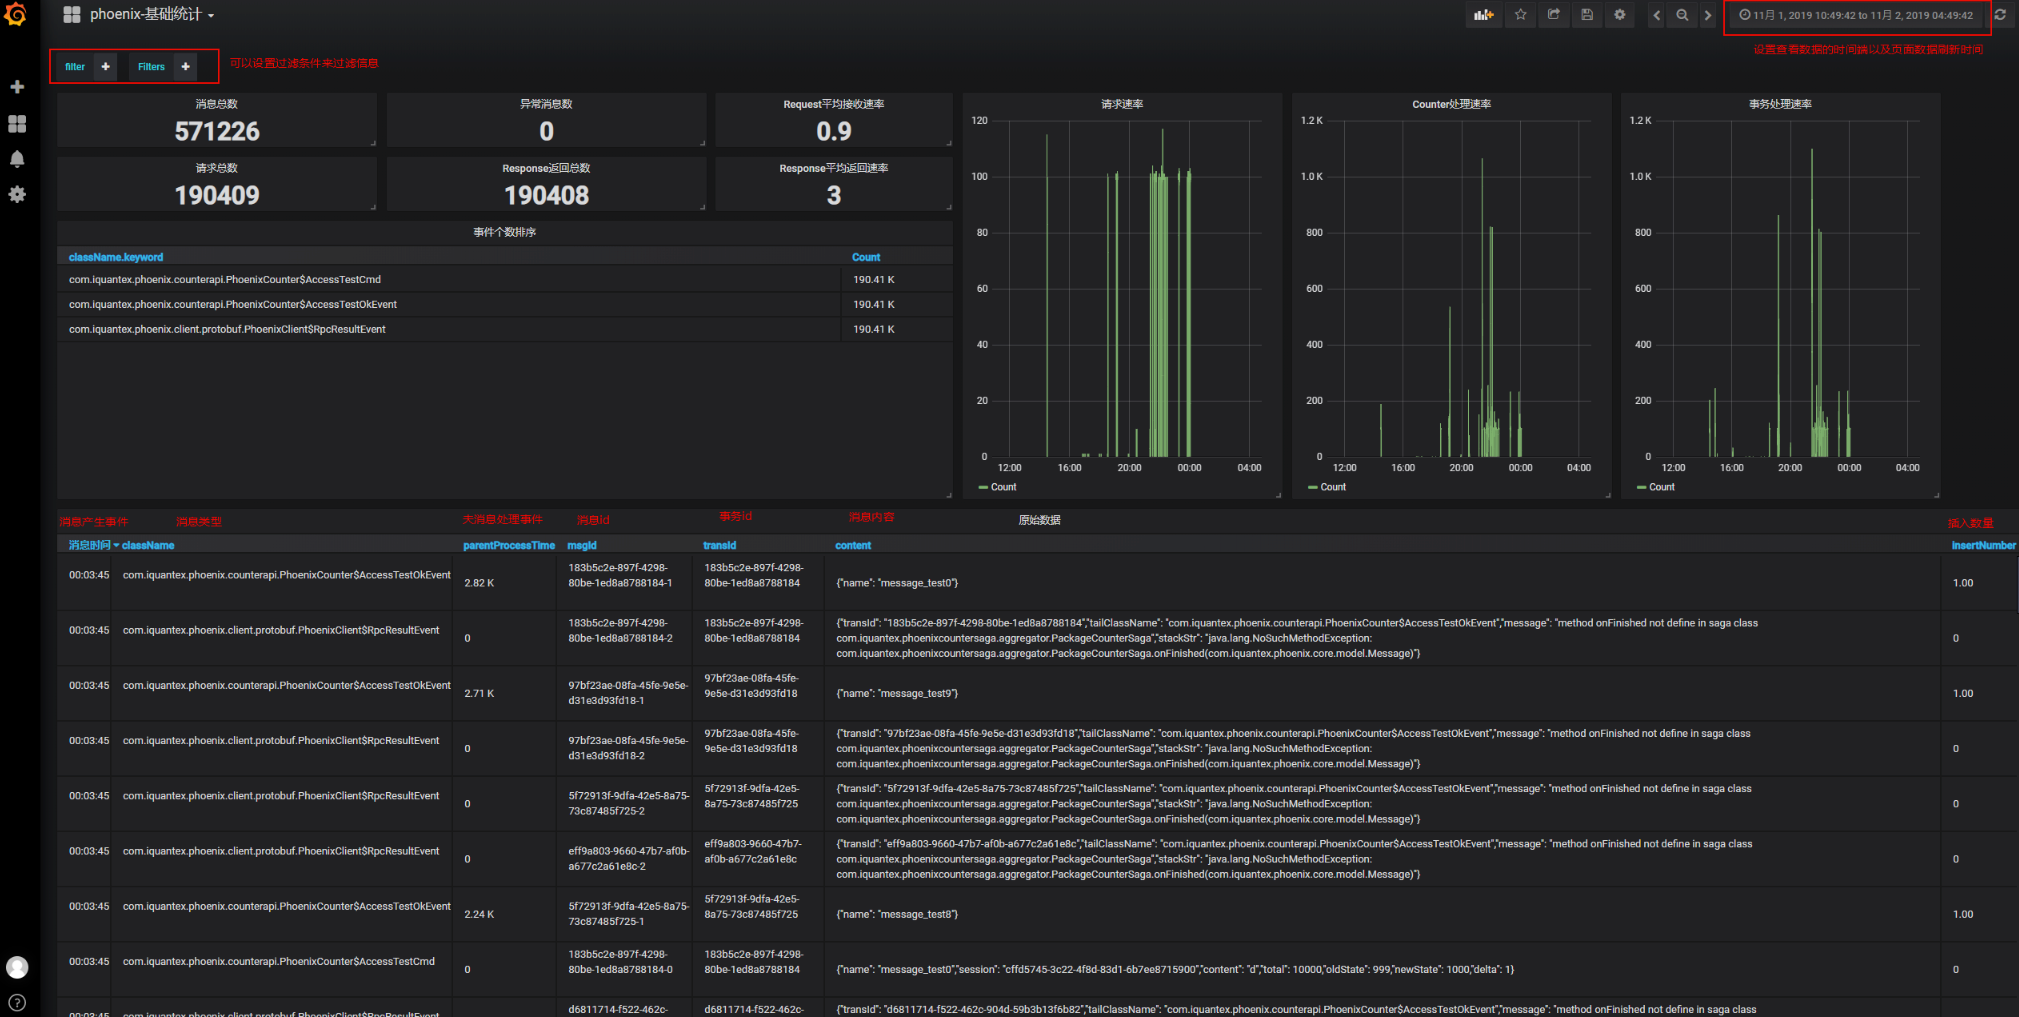 phoenix-基础统计
11月 1, 2019 10:49:42 to 11月 2, 2019 04:49:42
设置查看数据的时间端以及页面数据刷新时间
filter + Filters +
可以设置过滤条件来过滤信息
消息总数
571226
异常消息数
0
Request平均接收速率
0.9
请求总数
190409
Response返回总数
190408
Response平均返回速率
3
事件个数排序
className.keyword Count
com.iquantex.phoenix.counterapi.PhoenixCounter$AccessTestCmd 190.41 K
com.iquantex.phoenix.counterapi.PhoenixCounter$AccessTestOkEvent 190.41 K
com.iquantex.phoenix.client.protobuf.PhoenixClient$RpcResultEvent 190.41 K
请求速率
120
100
80
60
40
20
0
12:00 16:00 20:00 00:00 04:00
Count
Counter处理速率
1.2 K
1.0 K
800
600
400
200
0
12:00 16:00 20:00 00:00 04:00
Count
事务处理速率
1.2 K
1.0 K
800
600
400
200
0
12:00 16:00 20:00 00:00 04:00
Count
消息产生事件 消息类型 夫消息处理事件 消息Id 事务Id 消息内容 原始数据 插入数量
消息时间 className parentProcessTime msgId transId content insertNumber
00:03:45 com.iquantex.phoenix.counterapi.PhoenixCounter$AccessTestOkEvent 2.82 K
183b5c2e-897f-4298-
80be-1ed8a8788184-1
183b5c2e-897f-4298-
80be-1ed8a8788184
{"name": "message_test0"} 1.00
00:03:45 com.iquantex.phoenix.client.protobuf.PhoenixClient$RpcResultEvent 0
183b5c2e-897f-4298-
80be-1ed8a8788184-2
183b5c2e-897f-4298-
80be-1ed8a8788184
{"transId": "183b5c2e-897f-4298-80be-1ed8a8788184","tailClassName": "com.iquantex.phoenix.counterapi.PhoenixCounter$AccessTestOkEvent","message": "method onFinished not define in saga class
com.iquantex.phoenixcountersaga.aggregator.PackageCounterSaga","stackStr": "java.lang.NoSuchMethodException:
com.iquantex.phoenixcountersaga.aggregator.PackageCounterSaga.onFinished(com.iquantex.phoenix.core.model.Message)"}
0
00:03:45 com.iquantex.phoenix.counterapi.PhoenixCounter$AccessTestOkEvent 2.71 K
97bf23ae-08fa-45fe-9e5e-
d31e3d93fd18-1
97bf23ae-08fa-45fe-
9e5e-d31e3d93fd18
{"name": "message_test9"} 1.00
00:03:45 com.iquantex.phoenix.client.protobuf.PhoenixClient$RpcResultEvent 0
97bf23ae-08fa-45fe-9e5e-
d31e3d93fd18-2
97bf23ae-08fa-45fe-
9e5e-d31e3d93fd18
{"transId": "97bf23ae-08fa-45fe-9e5e-d31e3d93fd18","tailClassName": "com.iquantex.phoenix.counterapi.PhoenixCounter$AccessTestOkEvent","message": "method onFinished not define in saga class
com.iquantex.phoenixcountersaga.aggregator.PackageCounterSaga","stackStr": "java.lang.NoSuchMethodException:
com.iquantex.phoenixcountersaga.aggregator.PackageCounterSaga.onFinished(com.iquantex.phoenix.core.model.Message)"}
0
00:03:45 com.iquantex.phoenix.client.protobuf.PhoenixClient$RpcResultEvent 0
5f72913f-9dfa-42e5-8a75-
73c87485f725-2
5f72913f-9dfa-42e5-
8a75-73c87485f725
{"transId": "5f72913f-9dfa-42e5-8a75-73c87485f725","tailClassName": "com.iquantex.phoenix.counterapi.PhoenixCounter$AccessTestOkEvent","message": "method onFinished not define in saga class
com.iquantex.phoenixcountersaga.aggregator.PackageCounterSaga","stackStr": "java.lang.NoSuchMethodException:
com.iquantex.phoenixcountersaga.aggregator.PackageCounterSaga.onFinished(com.iquantex.phoenix.core.model.Message)"}
0
00:03:45 com.iquantex.phoenix.client.protobuf.PhoenixClient$RpcResultEvent 0
eff9a803-9660-47b7-af0b-
a677c2a61e8c-2
eff9a803-9660-47b7-
af0b-a677c2a61e8c
{"transId": "eff9a803-9660-47b7-af0b-a677c2a61e8c","tailClassName": "com.iquantex.phoenix.counterapi.PhoenixCounter$AccessTestOkEvent","message": "method onFinished not define in saga class
com.iquantex.phoenixcountersaga.aggregator.PackageCounterSaga","stackStr": "java.lang.NoSuchMethodException:
com.iquantex.phoenixcountersaga.aggregator.PackageCounterSaga.onFinished(com.iquantex.phoenix.core.model.Message)"}
0
00:03:45 com.iquantex.phoenix.counterapi.PhoenixCounter$AccessTestOkEvent 2.24 K
5f72913f-9dfa-42e5-8a75-
73c87485f725-1
5f72913f-9dfa-42e5-
8a75-73c87485f725
{"name": "message_test8"} 1.00
00:03:45 com.iquantex.phoenix.counterapi.PhoenixCounter$AccessTestCmd 0
183b5c2e-897f-4298-
80be-1ed8a8788184-0
183b5c2e-897f-4298-
80be-1ed8a8788184
{"name": "message_test0","session": "cffd5745-3c22-4f8d-83d1-6b7ee8715900","content": "d","total": 10000,"oldState": 999,"newState": 1000,"delta": 1} 0
00:03:45 com.iquantex.phoenix.client.protobuf.PhoenixClient$RpcResultEvent
d6811714-f522-462c-
d6811714-f522-462c-
{"transId": "d6811714-f522-462c-904d-59b3b13f6b82","tailClassName": "com.iquantex.phoenix.counterapi.PhoenixCounter$AccessTestOkEvent","message": "method onFinished not define in saga class